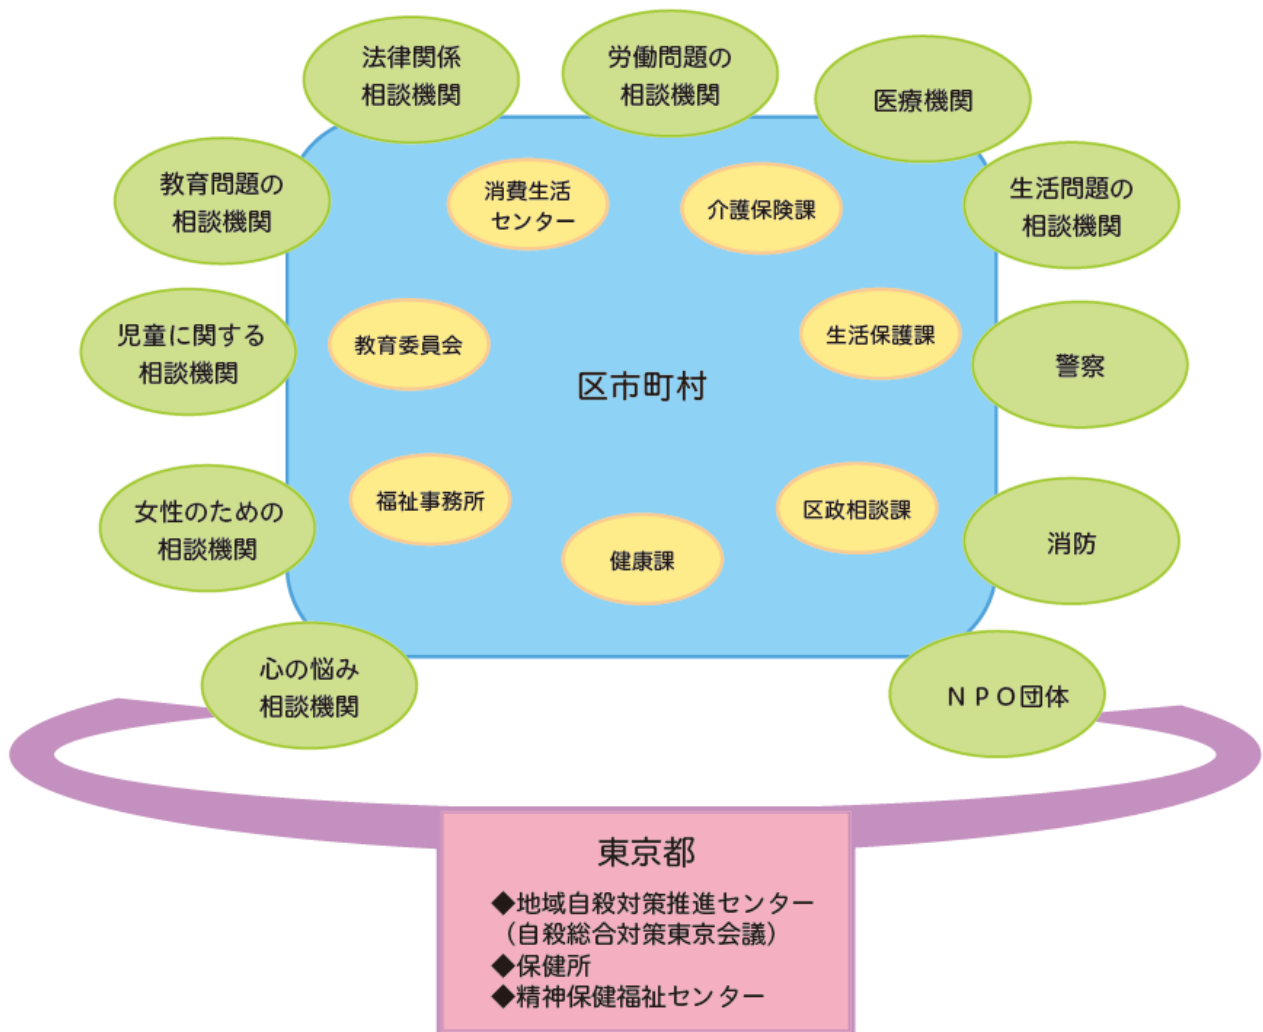 法律関係
相談機関
労働問題の
相談機関
医療機関
教育問題の
相談機関
生活問題の
相談機関
消費生活
センター
介護保険課
児童に関する
相談機関
教育委員会
生活保護課
警察
区市町村
女性のための
相談機関
福祉事務所
区政相談課
消防
健康課
心の悩み
相談機関
ＮＰＯ団体
東京都
◆地域自殺対策推進センター
（自殺総合対策東京会議）
◆保健所
◆精神保健福祉センター